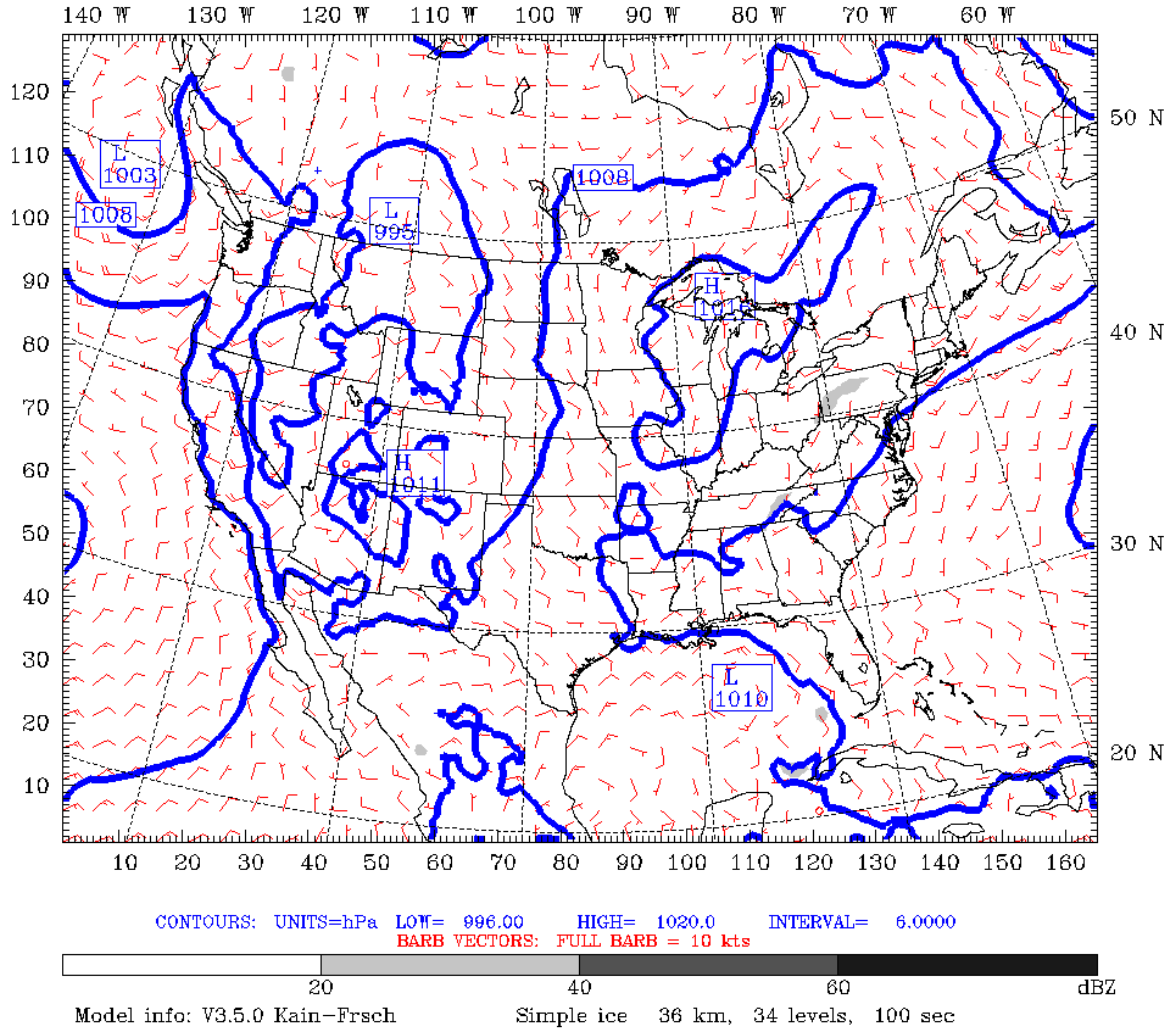 140 W 130 W 120 W 110 W 100 W 90 W 80 W 70 W 60 W
120
50 N
110
L
1003
1008
1008
100
L
995
90
H
40 N
80
70
60
H
1011
50
30 N
40
30
L
1010
20
20 N
10
10 20 30 40 50 60 70 80 90 100 110 120 130 140 150 160
CONTOURS: UNITS=hPa LOW= 996.00 HIGH= 1020.0 INTERVAL= 6.0000
BARB VECTORS: FULL BARB = 10 kts
20 40 60 dBZ
Model info: V3.5.0 Kain-Frsch Simple ice 36 km, 34 levels, 100 sec